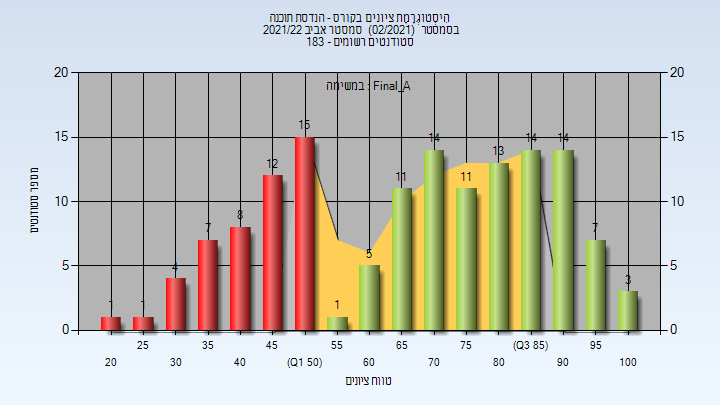 היסטוגרמת ציונים בקורס - הנדסת תוכנה
בסמסטר (02/2021) סמסטר אביב 2021/22
סטודנטים רשומים - 183
במשימה : Final_A
20 20
15 15
10 10
5 5
0 0
מספר סטודנטים
1 1 4 7 8 12 15 1 5 11 14 11 13 14 14 7 3
25 35 45 55 65 75 (Q3 85) 95
20 30 40 (Q1 50) 60 70 80 90 100
טווח ציונים